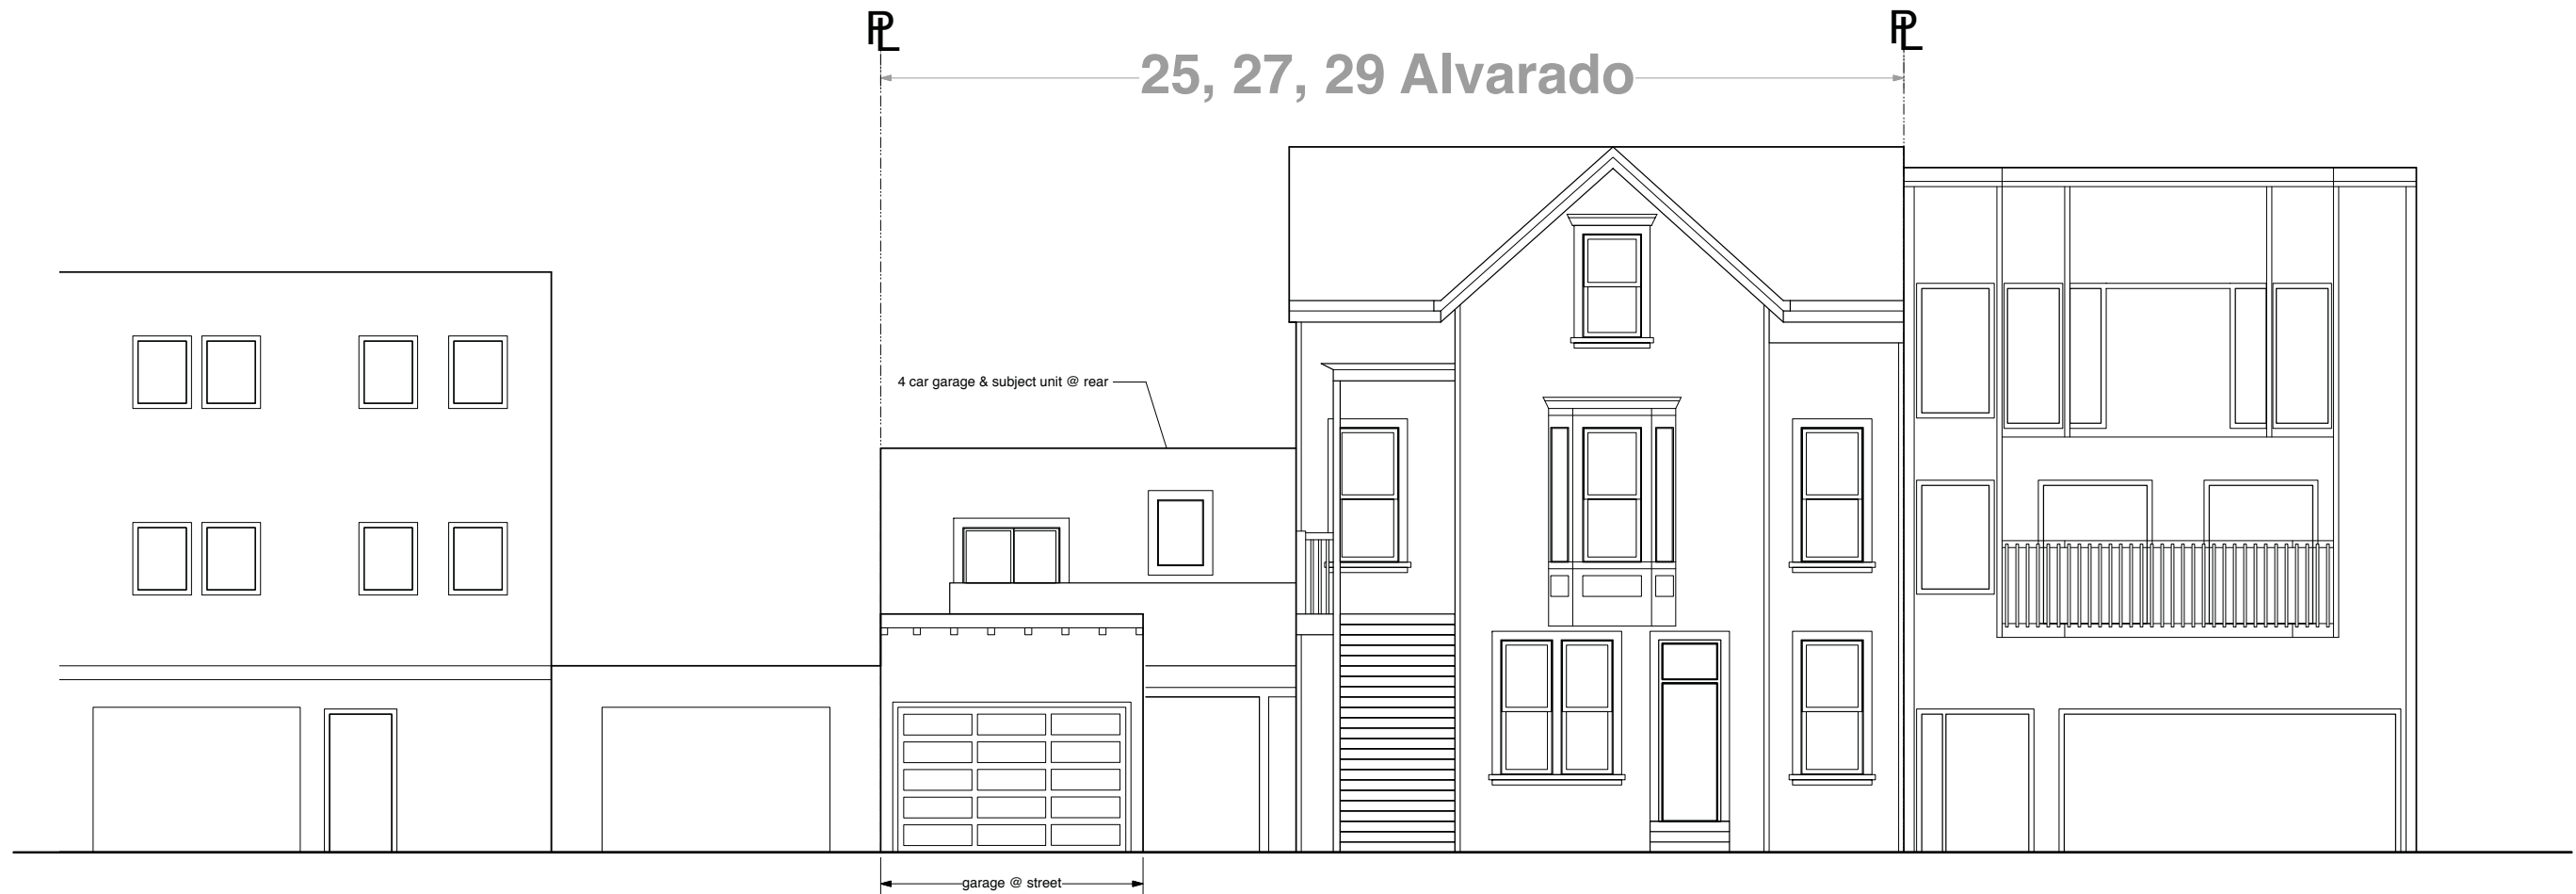 PL
PL
25, 27, 29 Alvarado
4 car garage & subject unit @ rear
garage @ street